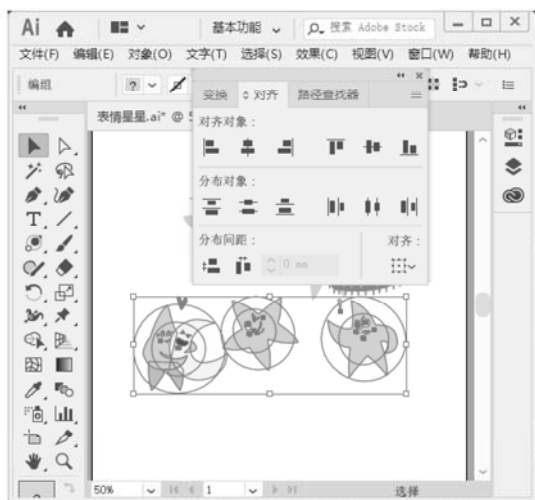 Ai 基本功能 搜索 Adobe Stock
文件(F) 编辑(E) 对象(O) 文字(T) 选择(S) 效果(C) 视图(V) 窗口(W) 帮助(H)
编组 ?
变换 对齐 路径查找器
表情星星.ai* @ 5
对齐对象：
分布对象：
分布间距： 对齐：
0 mm
50% 1 选择